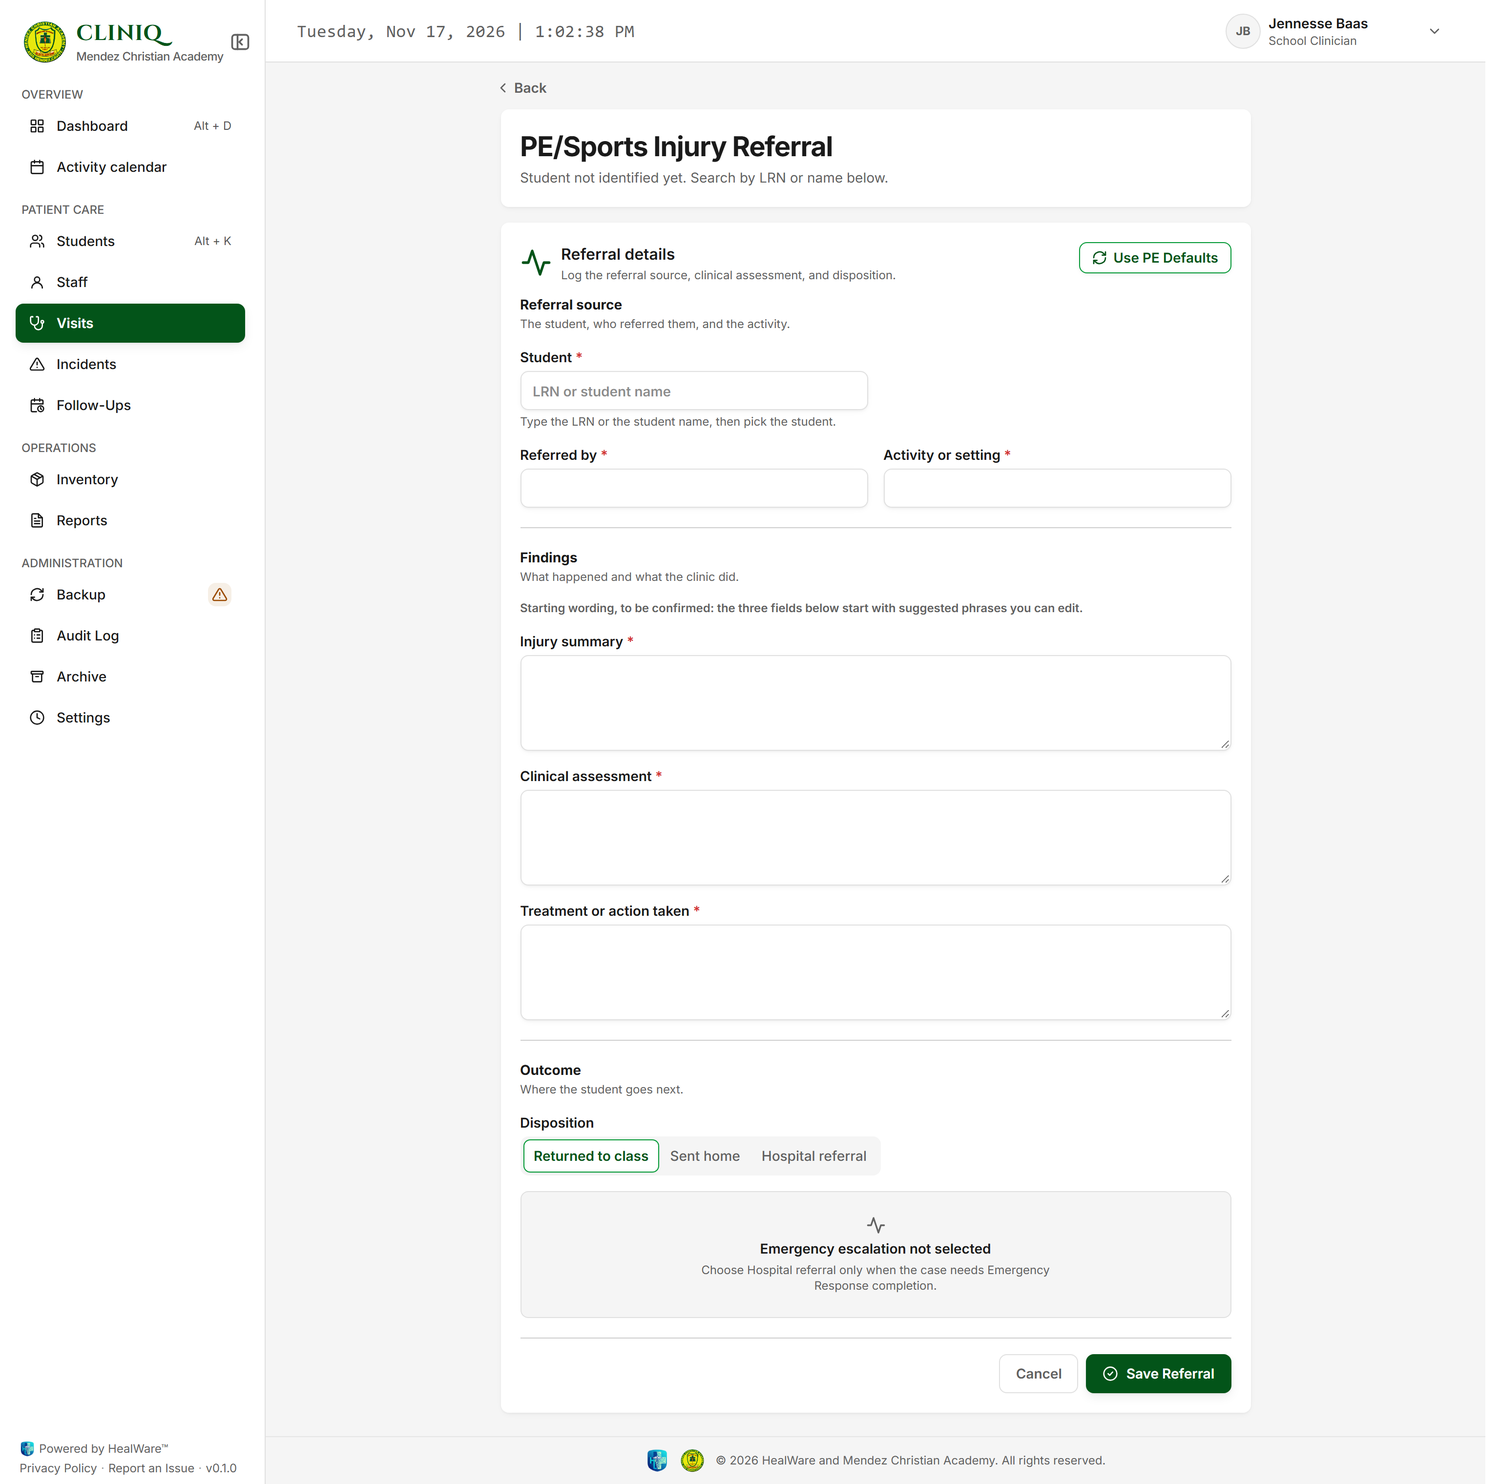 CLINIQ
Mendez Christian Academy
OVERVIEW
Dashboard Alt + D
Activity calendar
PATIENT CARE
Students Alt + K
Staff
Visits
Incidents
Follow-Ups
OPERATIONS
Inventory
Reports
ADMINISTRATION
Backup
Audit Log
Archive
Settings
Powered by HealWare™
Privacy Policy · Report an Issue · v0.1.0
Tuesday, Nov 17, 2026 | 1:02:38 PM
JB
Jennesse Baas
School Clinician
Back
PE/Sports Injury Referral
Student not identified yet. Search by LRN or name below.
Referral details
Log the referral source, clinical assessment, and disposition.
Use PE Defaults
Referral source
The student, who referred them, and the activity.
Student *
LRN or student name
Type the LRN or the student name, then pick the student.
Referred by *
Activity or setting *
Findings
What happened and what the clinic did.
Starting wording, to be confirmed: the three fields below start with suggested phrases you can edit.
Injury summary *
Clinical assessment *
Treatment or action taken *
Outcome
Where the student goes next.
Disposition
Returned to class Sent home Hospital referral
Emergency escalation not selected
Choose Hospital referral only when the case needs Emergency
Response completion.
Cancel
Save Referral
© 2026 HealWare and Mendez Christian Academy. All rights reserved.